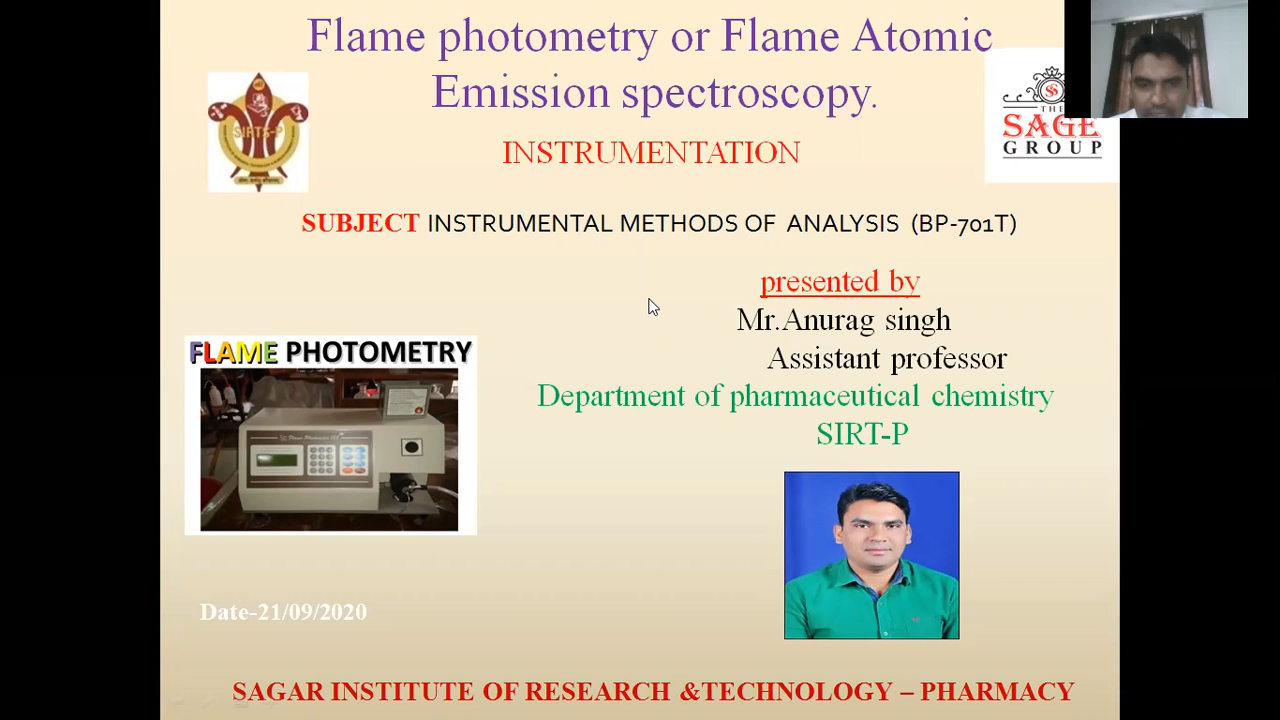 Flame photometry or Flame Atomic
Emission spectroscopy.
SIRTS-P
THE
SAGE
GROUP
INSTRUMENTATION
SUBJECT INSTRUMENTAL METHODS OF ANALYSIS (BP-701T)
presented by
Mr.Anurag singh
Assistant professor
Department of pharmaceutical chemistry
SIRT-P
FLAME PHOTOMETRY
Date-21/09/2020
SAGAR INSTITUTE OF RESEARCH &TECHNOLOGY – PHARMACY